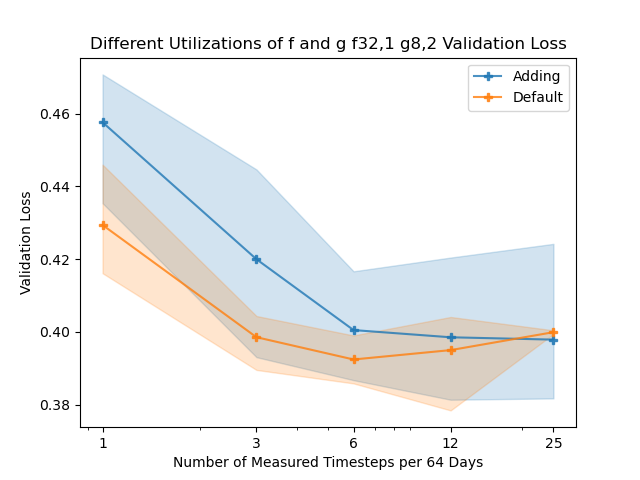 Different Utilizations of f and g f32,1 g8,2 Validation Loss
Adding
Default
Validation Loss
0.46
0.44
0.42
0.40
0.38
1 3 6 12 25
Number of Measured Timesteps per 64 Days